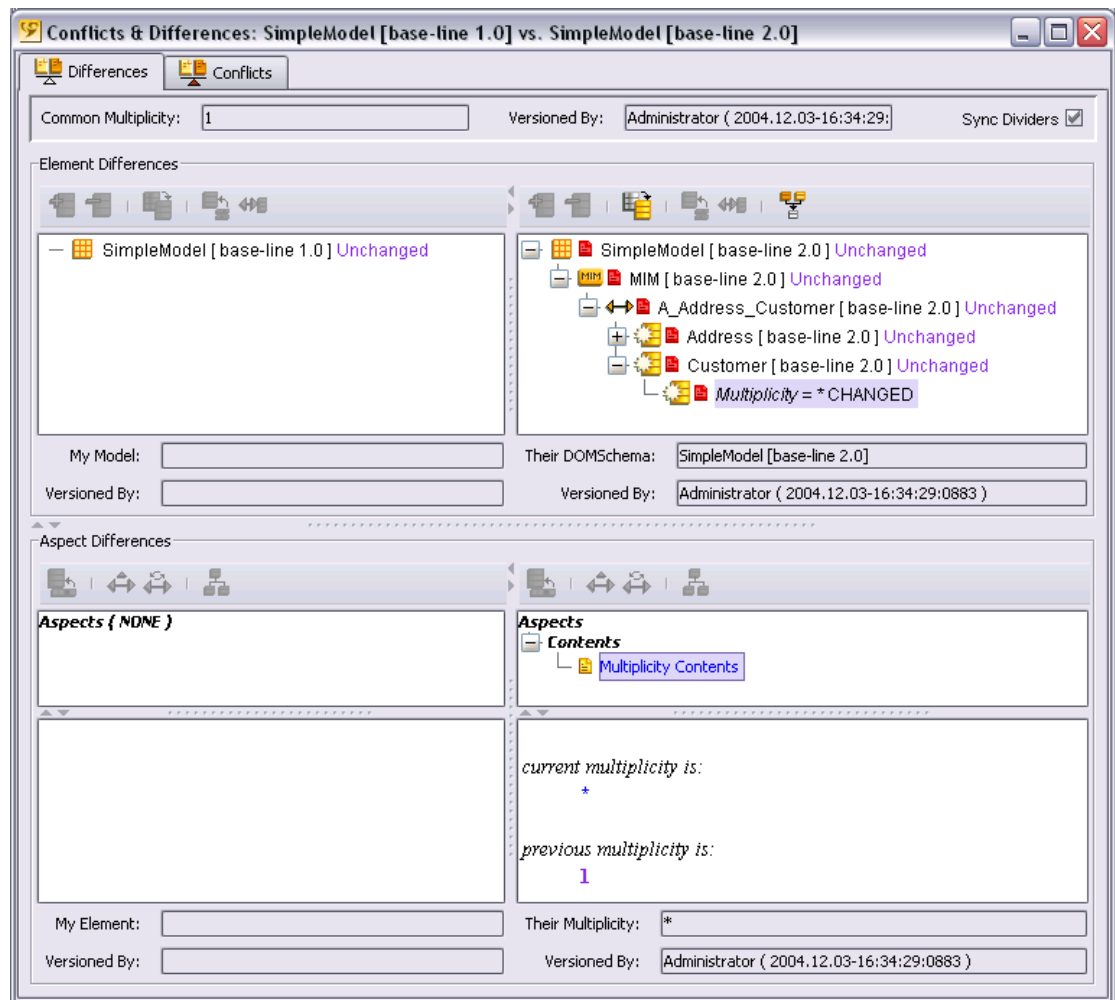 Conflicts & Differences: SimpleModel [base-line 1.0] vs. SimpleModel [base-line 2.0]
Differences
Conflicts
Common Multiplicity: 1
Versioned By: Administrator ( 2004.12.03-16:34:29:
Sync Dividers
Element Differences
SimpleModel [ base-line 1.0 ] Unchanged
SimpleModel [ base-line 2.0 ] Unchanged
MIM MIM [ base-line 2.0 ] Unchanged
A_Address_Customer [ base-line 2.0 ] Unchanged
Address [ base-line 2.0 ] Unchanged
Customer [ base-line 2.0 ] Unchanged
Multiplicity = * CHANGED
My Model:
Their DOMSchema: SimpleModel [base-line 2.0]
Versioned By:
Versioned By: Administrator ( 2004.12.03-16:34:29:0883 )
Aspect Differences
Aspects ( NONE )
Aspects
Contents
Multiplicity Contents
current multiplicity is:
*
previous multiplicity is:
1
My Element:
Their Multiplicity: *
Versioned By:
Versioned By: Administrator ( 2004.12.03-16:34:29:0883 )